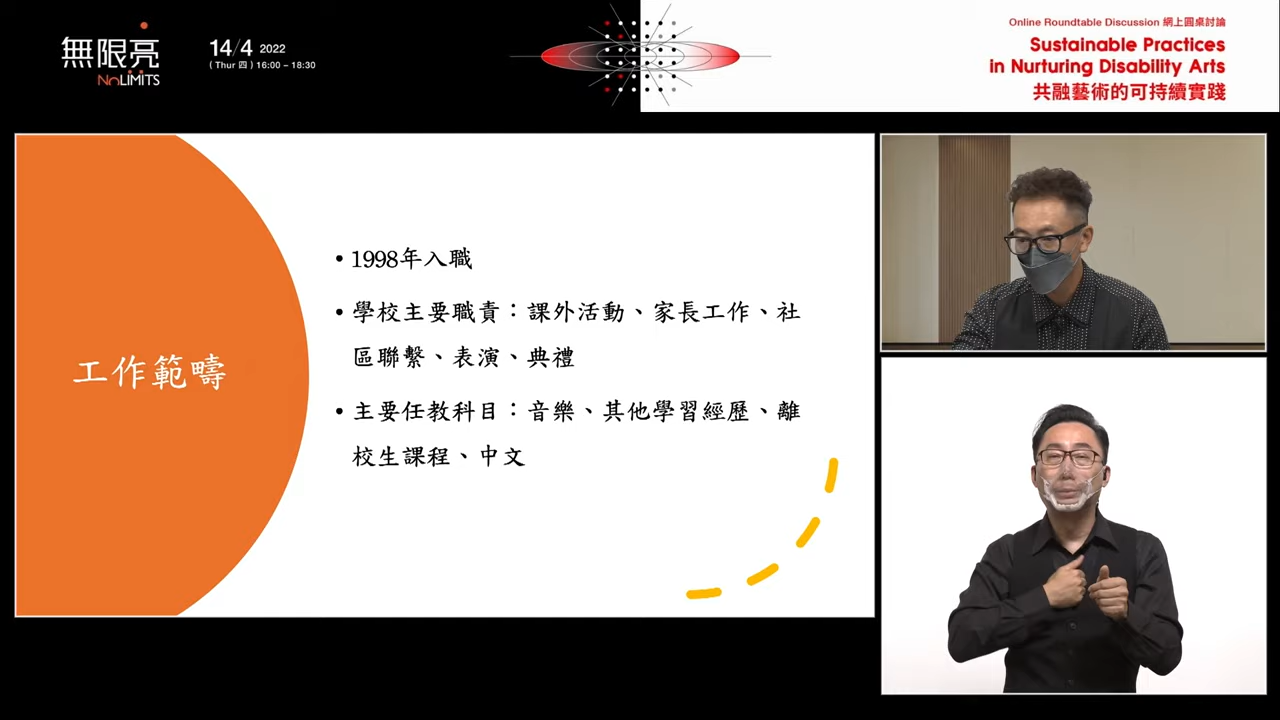 無限亮
NoLIMITS
14/4 2022
( Thur 四 ) 16:00 – 18:30
Online Roundtable Discussion 網上圓桌討論
Sustainable Practices
in Nurturing Disability Arts
共融藝術的可持續實踐
工作範疇
• 1998年入職
• 學校主要職責：課外活動、家長工作、社
區聯繫、表演、典禮
• 主要任教科目：音樂、其他學習經歷、離
校生課程、中文